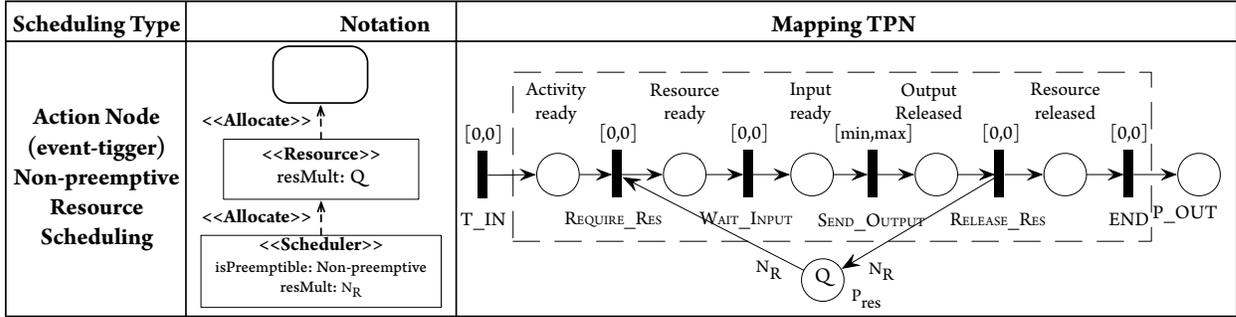 Scheduling Type
Notation
Mapping TPN
Action Node
(event-tigger)
Non-preemptive
Resource
Scheduling
<<Allocate>>
<<Resource>>
resMult: Q
<<Allocate>>
<<Scheduler>>
isPreemptible: Non-preemptive
resMult: NR
Activity
ready
Resource
ready
Input
ready
Output
Released
Resource
released
[0,0]
[0,0]
[0,0]
[min,max]
[0,0]
[0,0]
T_IN
REQUIRE_RES
WAIT_INPUT
SEND_OUTPUT
RELEASE_RES
END
P_OUT
NR
Q
NR
Pres